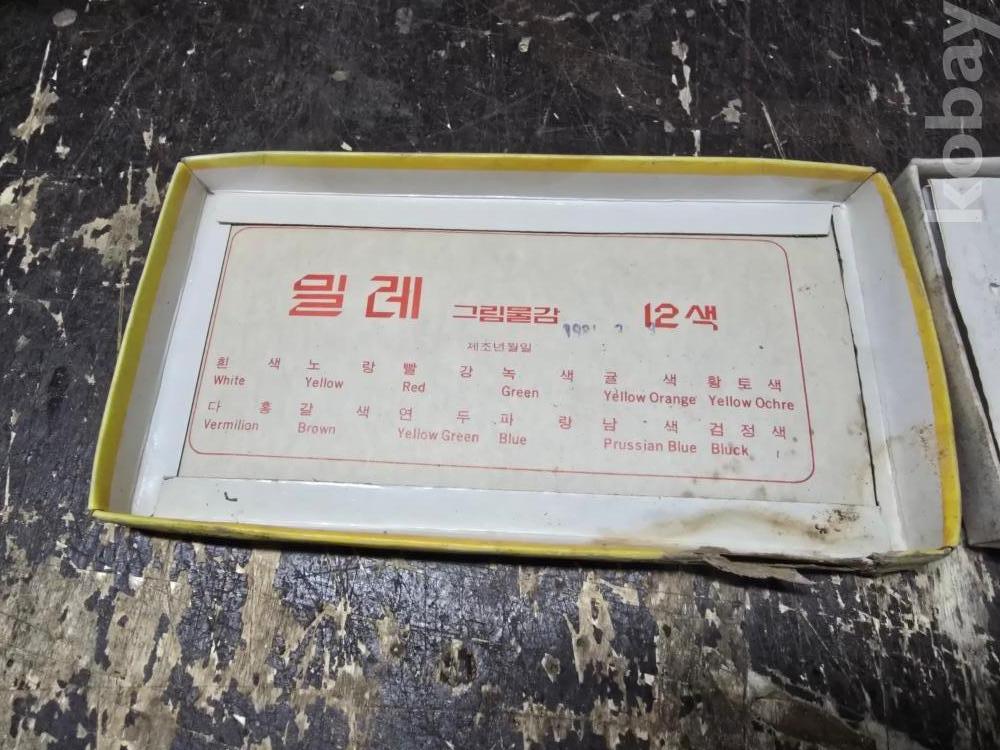 밀레 그림물감 12색
제조년월일
흰색 노랑 빨강 녹색 귤색 황토색
White Yellow Red Green Yellow Orange Yellow Ochre
다홍 갈색 연두 파랑 남색 검정색
Vermilion Brown Yellow Green Blue Prussian Blue Bluck
kobay